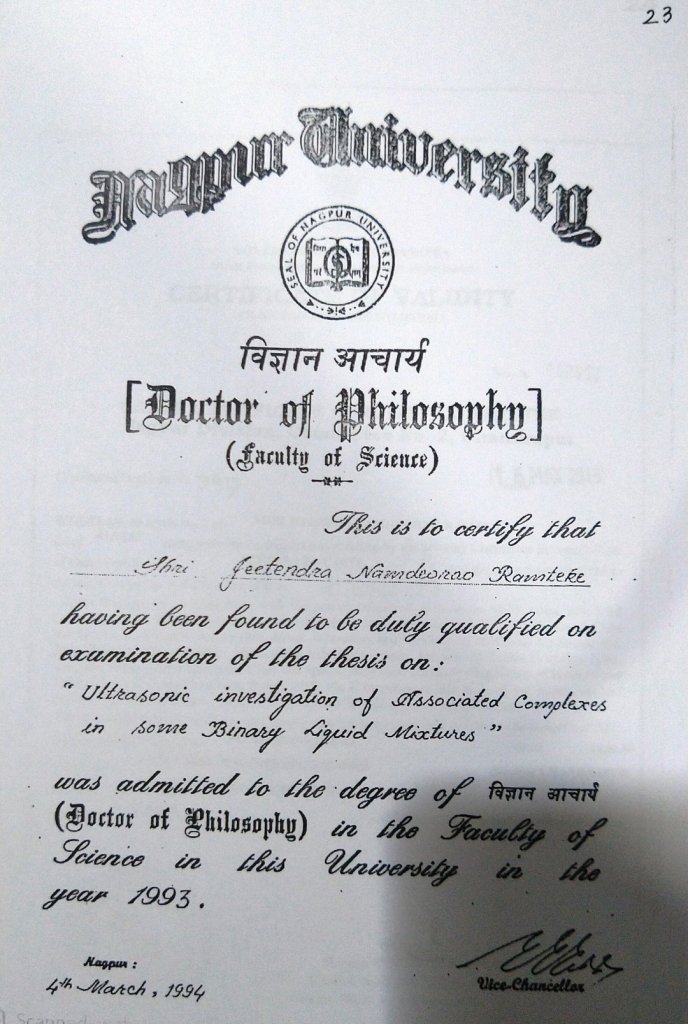 23
Nagpur University
SEAL OF NAGPUR UNIVERSITY
विज्ञान आचार्य
[Doctor of Philosophy]
(Faculty of Science)
This is to certify that
Shri Jeetendra Namdeorao Ramteke
having been found to be duly qualified on
examination of the thesis on:
"Ultrasonic investigation of Associated Complexes
in some Binary Liquid Mixtures"
was admitted to the degree of विज्ञान आचार्य
(Doctor of Philosophy) in the Faculty of
Science in this University in the
year 1993.
Nagpur:
4th March, 1994
Vice-Chancellor